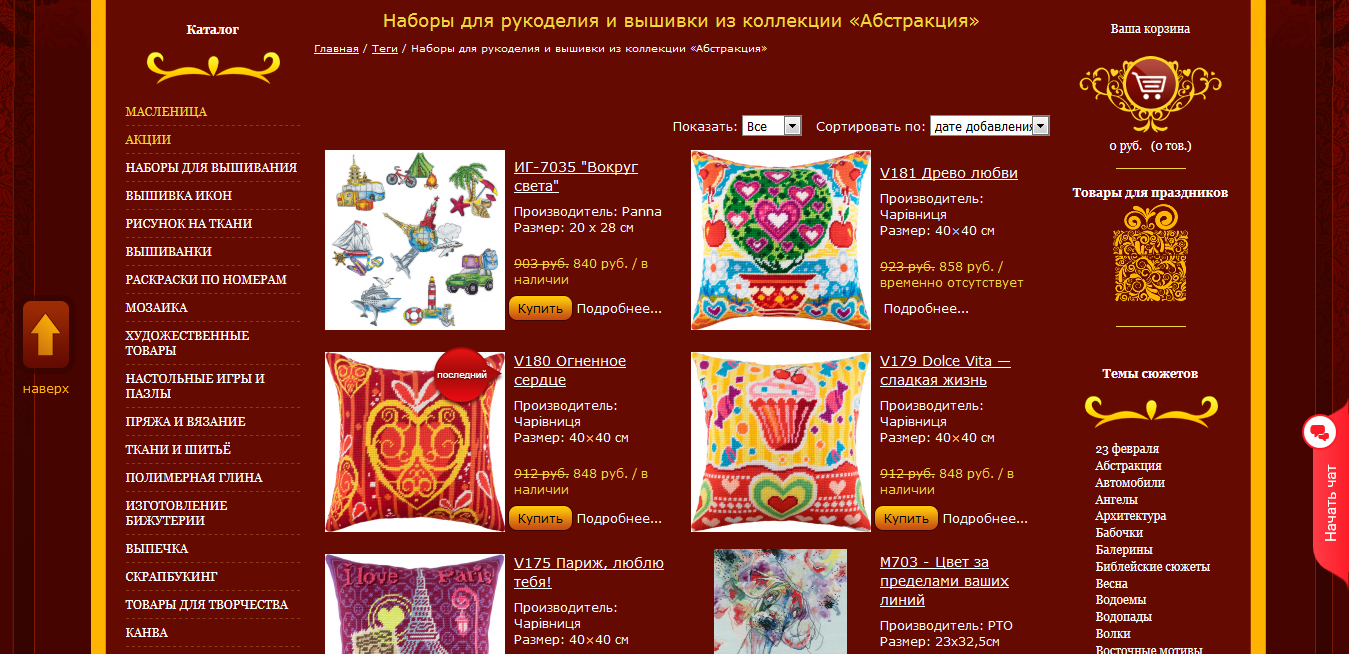 Каталог
МАСЛЕНИЦА
АКЦИИ
НАБОРЫ ДЛЯ ВЫШИВАНИЯ
ВЫШИВКА ИКОН
РИСУНОК НА ТКАНИ
ВЫШИВАНКИ
РАСКРАСКИ ПО НОМЕРАМ
МОЗАИКА
ХУДОЖЕСТВЕННЫЕ
ТОВАРЫ
НАСТОЛЬНЫЕ ИГРЫ И
ПАЗЛЫ
ПРЯЖА И ВЯЗАНИЕ
ТКАНИ И ШИТЬЁ
ПОЛИМЕРНАЯ ГЛИНА
ИЗГОТОВЛЕНИЕ
БИЖУТЕРИИ
ВЫПЕЧКА
СКРАПБУКИНГ
ТОВАРЫ ДЛЯ ТВОРЧЕСТВА
КАНВА
наверх
Наборы для рукоделия и вышивки из коллекции «Абстракция»
Главная / Теги / Наборы для рукоделия и вышивки из коллекции «Абстракция»
Показать: Все Сортировать по: дате добавления
ИГ-7035 "Вокруг
света"
Производитель: Panna
Размер: 20 x 28 см
903 руб. 840 руб. / в
наличии
Купить Подробнее...
V181 Древо любви
Производитель:
Чарівниця
Размер: 40×40 см
923 руб. 858 руб. /
временно отсутствует
Подробнее...
последний
V180 Огненное
сердце
Производитель:
Чарівниця
Размер: 40×40 см
912 руб. 848 руб. / в
наличии
Купить Подробнее...
V179 Dolce Vita —
сладкая жизнь
Производитель:
Чарівниця
Размер: 40×40 см
912 руб. 848 руб. / в
наличии
Купить Подробнее...
I love Paris
V175 Париж, люблю
тебя!
Производитель:
Чарівниця
Размер: 40×40 см
M703 - Цвет за
пределами ваших
линий
Производитель: РТО
Размер: 23x32,5см
Ваша корзина
0 руб. (0 тов.)
Товары для праздников
Темы сюжетов
23 февраля
Абстракция
Автомобили
Ангелы
Архитектура
Бабочки
Балерины
Библейские сюжеты
Весна
Водоемы
Водопады
Волки
Восточные мотивы
Начать чат